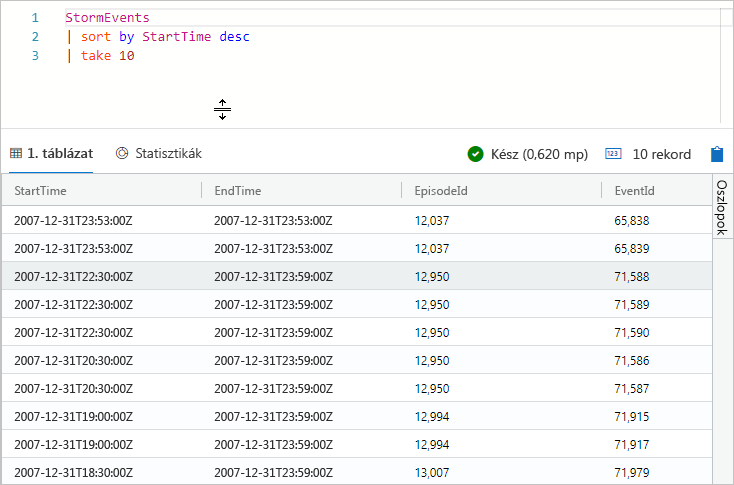 1 StormEvents
2 | sort by StartTime desc
3 | take 10
1. táblázat Statisztikák Kész (0,620 mp) 123 10 rekord
StartTime EndTime EpisodeId EventId
Oszlopok
2007-12-31T23:53:00Z 2007-12-31T23:53:00Z 12,037 65,838
2007-12-31T23:53:00Z 2007-12-31T23:53:00Z 12,037 65,839
2007-12-31T22:30:00Z 2007-12-31T23:59:00Z 12,950 71,588
2007-12-31T22:30:00Z 2007-12-31T23:59:00Z 12,950 71,589
2007-12-31T22:30:00Z 2007-12-31T23:59:00Z 12,950 71,590
2007-12-31T20:30:00Z 2007-12-31T23:59:00Z 12,950 71,586
2007-12-31T20:30:00Z 2007-12-31T23:59:00Z 12,950 71,587
2007-12-31T19:00:00Z 2007-12-31T23:59:00Z 12,994 71,915
2007-12-31T19:00:00Z 2007-12-31T23:59:00Z 12,994 71,917
2007-12-31T18:30:00Z 2007-12-31T23:59:00Z 13,007 71,979